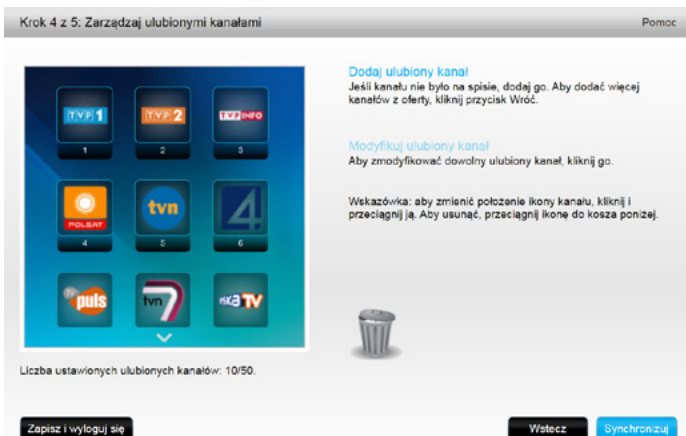 Krok 4 z 5: Zarządzaj ulubionymi kanałami
Pomoc
TVP 1
TVP 2
TVP INFO
1
2
3
POLSAT
tvn
4
4
5
6
TV puls
tvn 7
ESKA TV
Dodaj ulubiony kanał
Jeśli kanału nie było na spisie, dodaj go. Aby dodać więcej
kanałów z oferty, kliknij przycisk Wróć.
Modyfikuj ulubiony kanał
Aby zmodyfikować dowolny ulubiony kanał, kliknij go.
Wskazówka: aby zmienić położenie ikony kanału, kliknij i
przeciągnij ją. Aby usunąć, przeciągnij ikonę do kosza poniżej.
Liczba ustawionych ulubionych kanałów: 10/50.
Zapisz i wyloguj się
Wstecz
Synchronizuj